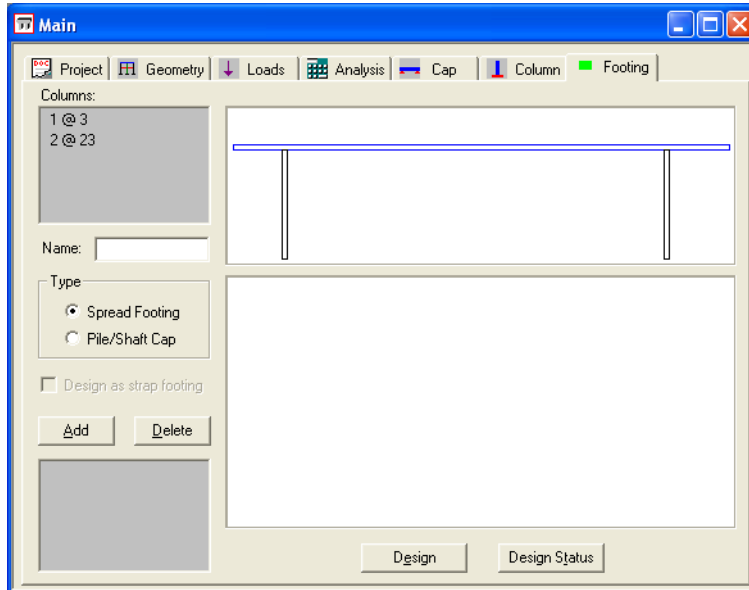 Main
Project Geometry Loads Analysis Cap Column Footing
Columns:
1 @ 3
2 @ 23
Name:
Type
Spread Footing
Pile/Shaft Cap
Design as strap footing
Add Delete
Design Design Status